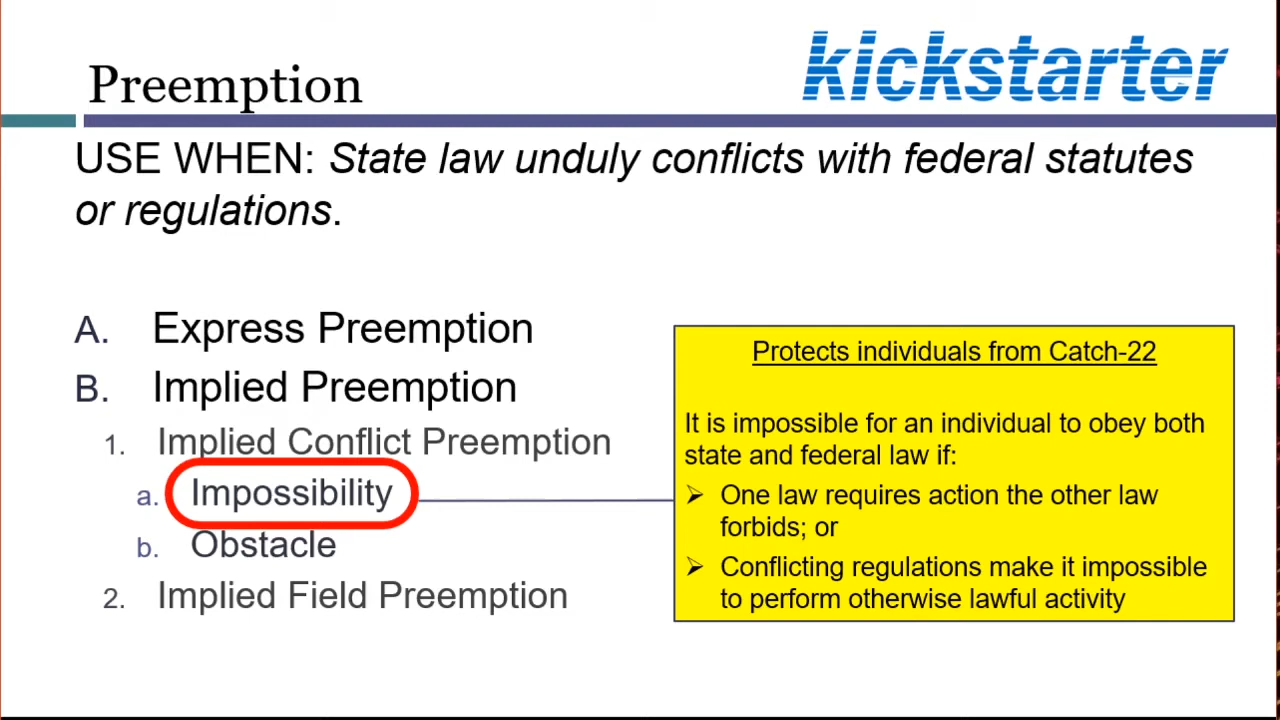 Preemption
kickstarter
USE WHEN: State law unduly conflicts with federal statutes
or regulations.
A. Express Preemption
B. Implied Preemption
1. Implied Conflict Preemption
a. Impossibility
b. Obstacle
2. Implied Field Preemption
Protects individuals from Catch-22
It is impossible for an individual to obey both
state and federal law if:
➢ One law requires action the other law
forbids; or
➢ Conflicting regulations make it impossible
to perform otherwise lawful activity